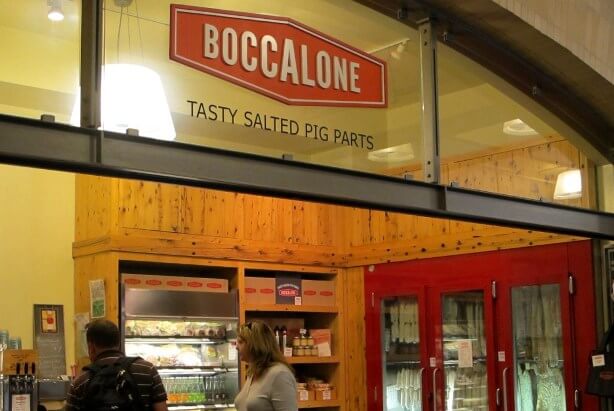 BOCCALONE
TASTY SALTED PIG PARTS